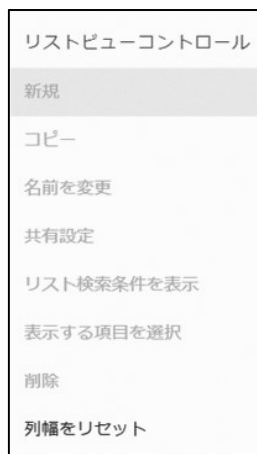 リストビューコントロール
新規
コピー
名前を変更
共有設定
リスト検索条件を表示
表示する項目を選択
削除
列幅をリセット